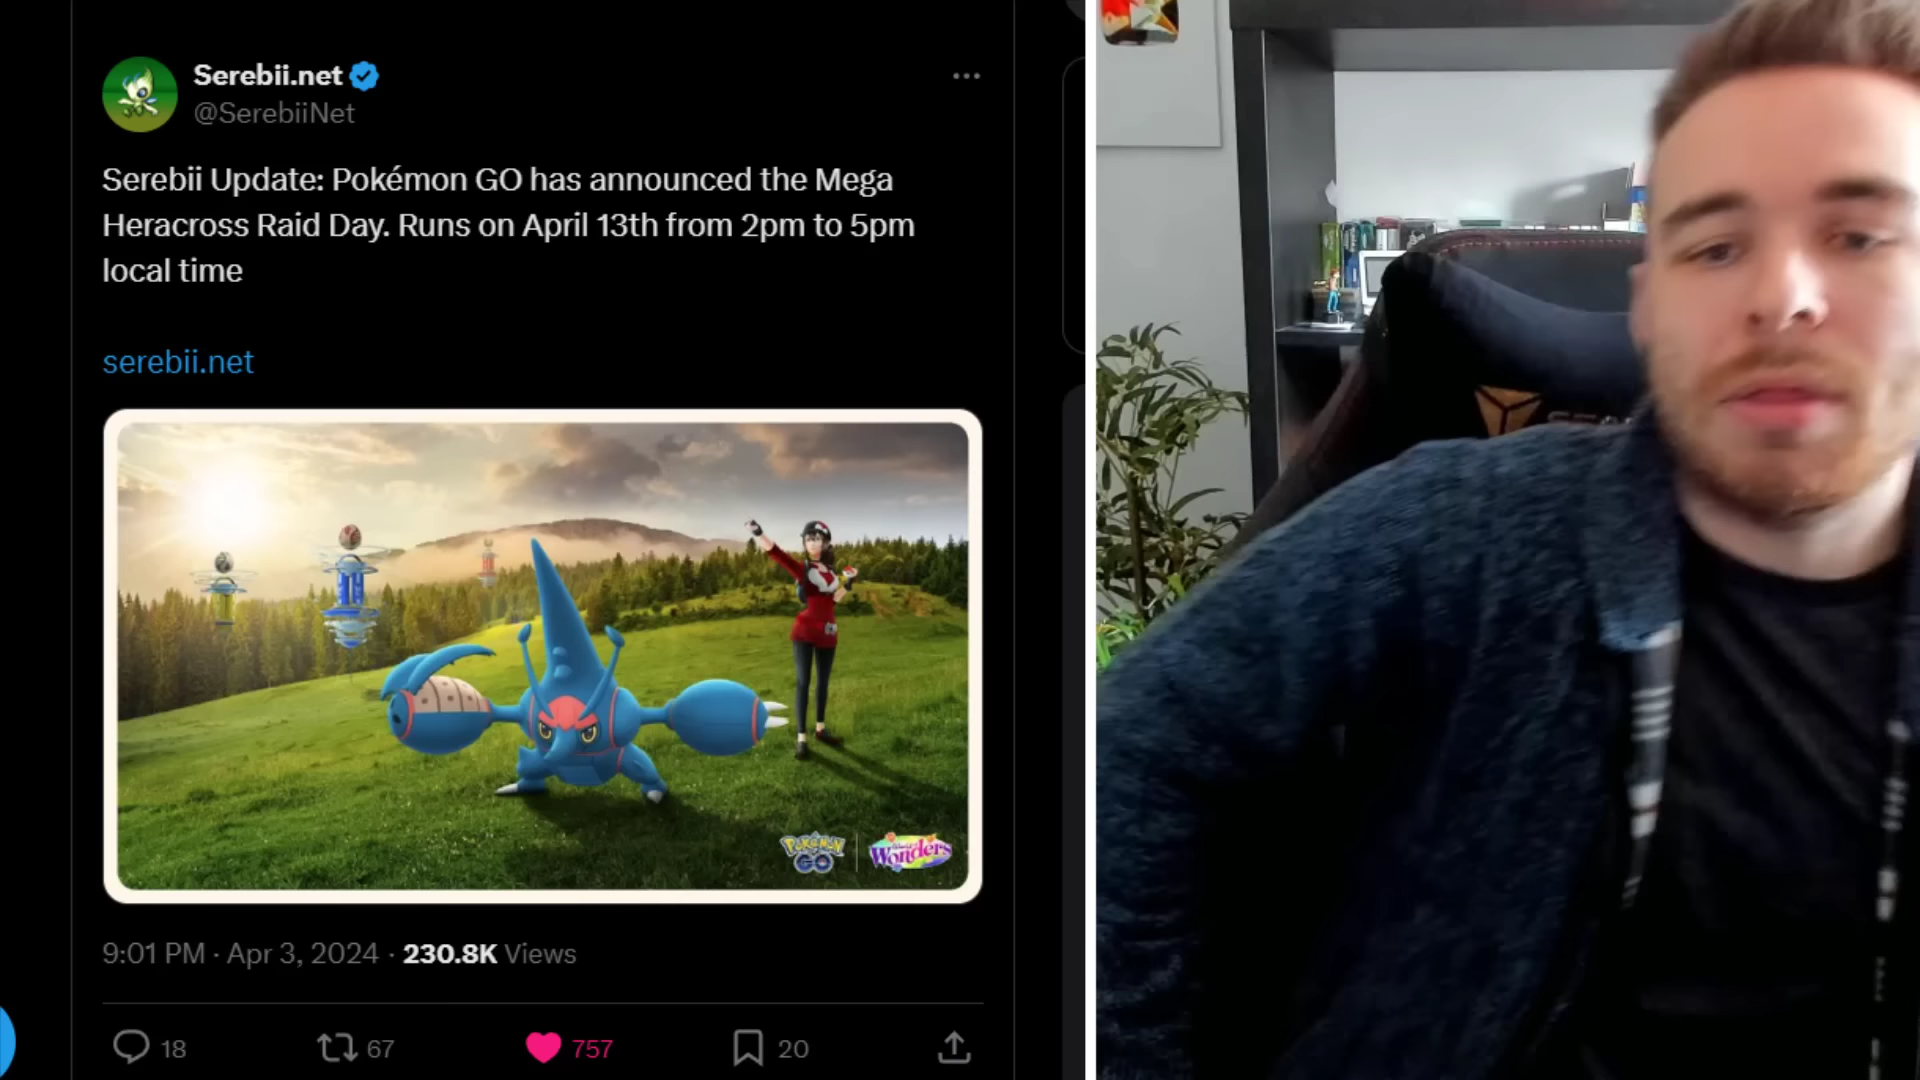 Serebii.net
@SerebiiNet
Serebii Update: Pokémon GO has announced the Mega
Heracross Raid Day. Runs on April 13th from 2pm to 5pm
local time
serebii.net
POKÉMON
GO
Wonders
9:01 PM · Apr 3, 2024 · 230.8K Views
18
67
757
20